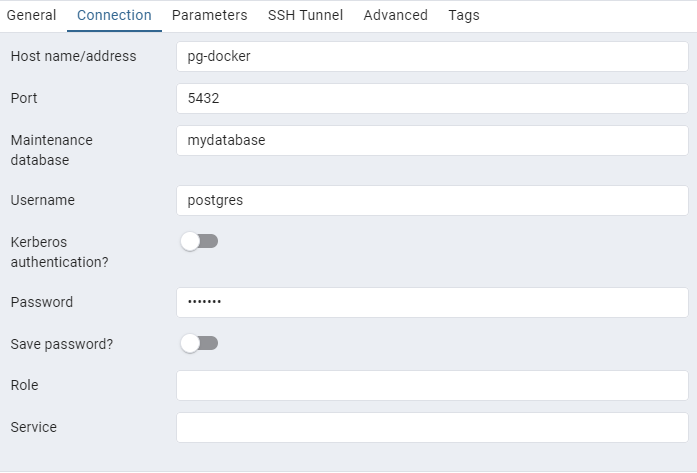 General Connection Parameters SSH Tunnel Advanced Tags
Host name/address pg-docker
Port 5432
Maintenance
database mydatabase
Username postgres
Kerberos
authentication?
Password •••••••
Save password?
Role
Service